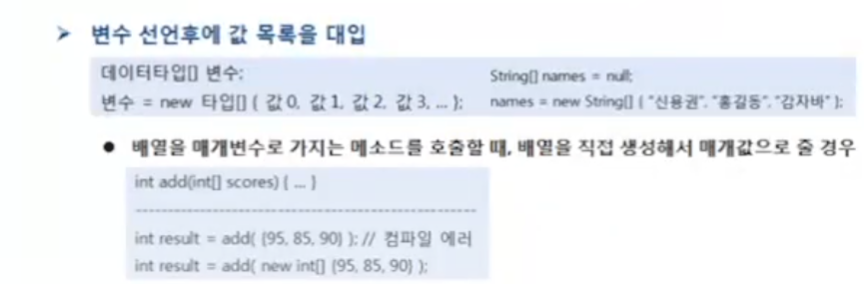 ➤ 변수 선언후에 값 목록을 대입
데이터타입[] 변수;
변수 = new 타입[] { 값 0, 값 1, 값 2, 값 3, ... };
String[] names = null;
names = new String[] { "신용권", "홍길동", "감자바" };
● 배열을 매개변수로 가지는 메소드를 호출할 때, 배열을 직접 생성해서 매개값으로 줄 경우
int add(int[] scores) { ... }
--------------------------------------------------
int result = add( {95, 85, 90} ); // 컴파일 에러
int result = add( new int[] {95, 85, 90} );